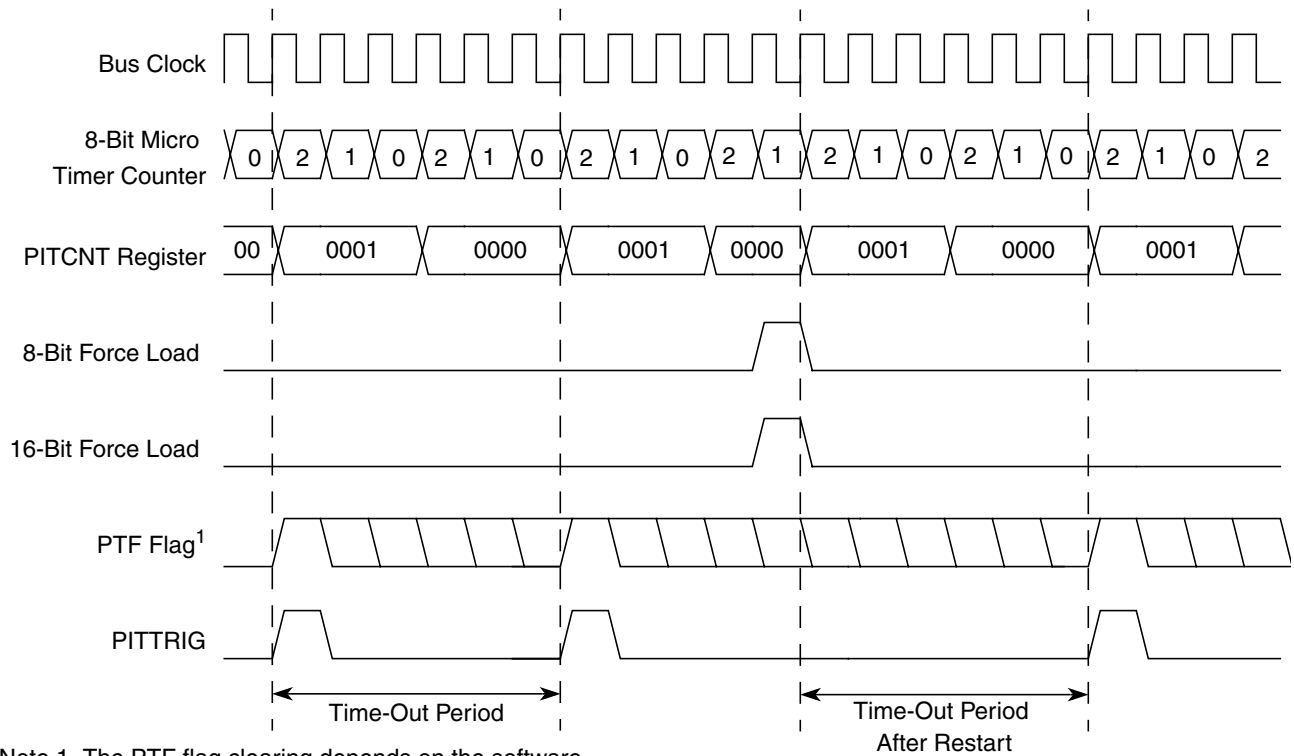 Bus Clock
8-Bit Micro
Timer Counter
0 2 1 0 2 1 0 2 1 0 2 1 2 1 0 2 1 0 2 1 0 2
PITCNT Register
00 0001 0000 0001 0000 0001 0000 0001
8-Bit Force Load
16-Bit Force Load
PTF Flag1
PITTRIG
Time-Out Period
Time-Out Period
After Restart
Note 1. The PTF flag clearing depends on the software